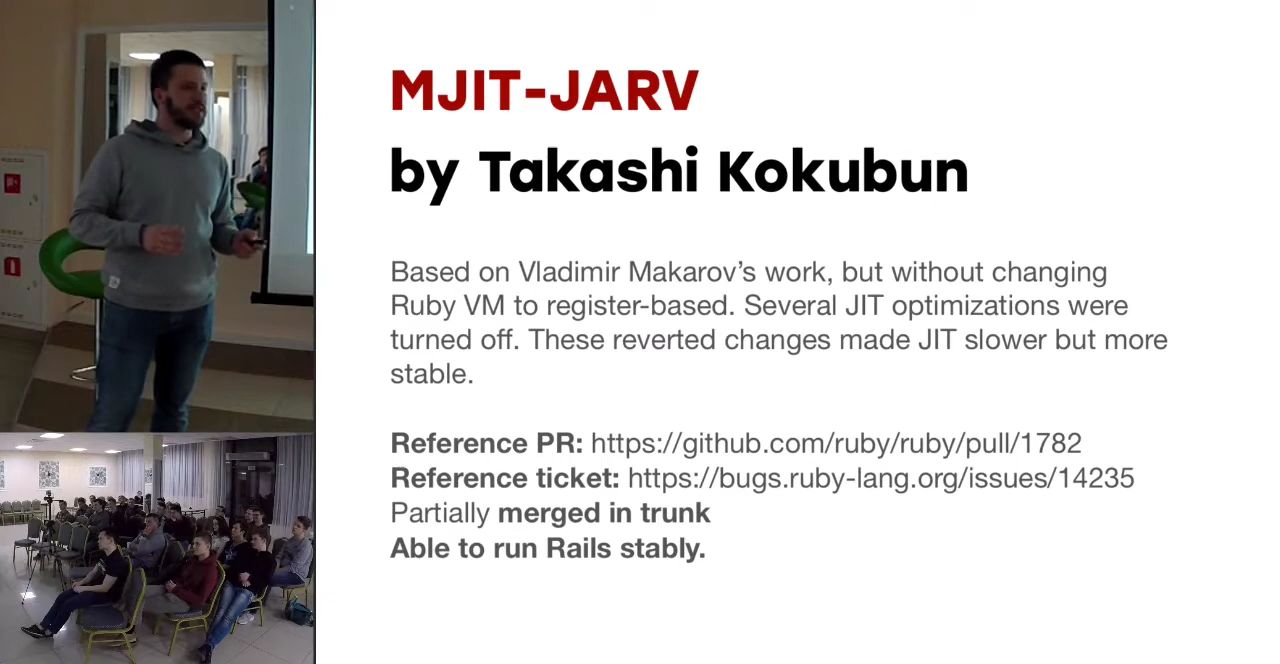 MJIT-JARV
by Takashi Kokubun
Based on Vladimir Makarov’s work, but without changing
Ruby VM to register-based. Several JIT optimizations were
turned off. These reverted changes made JIT slower but more
stable.
Reference PR: https://github.com/ruby/ruby/pull/1782
Reference ticket: https://bugs.ruby-lang.org/issues/14235
Partially merged in trunk
Able to run Rails stably.